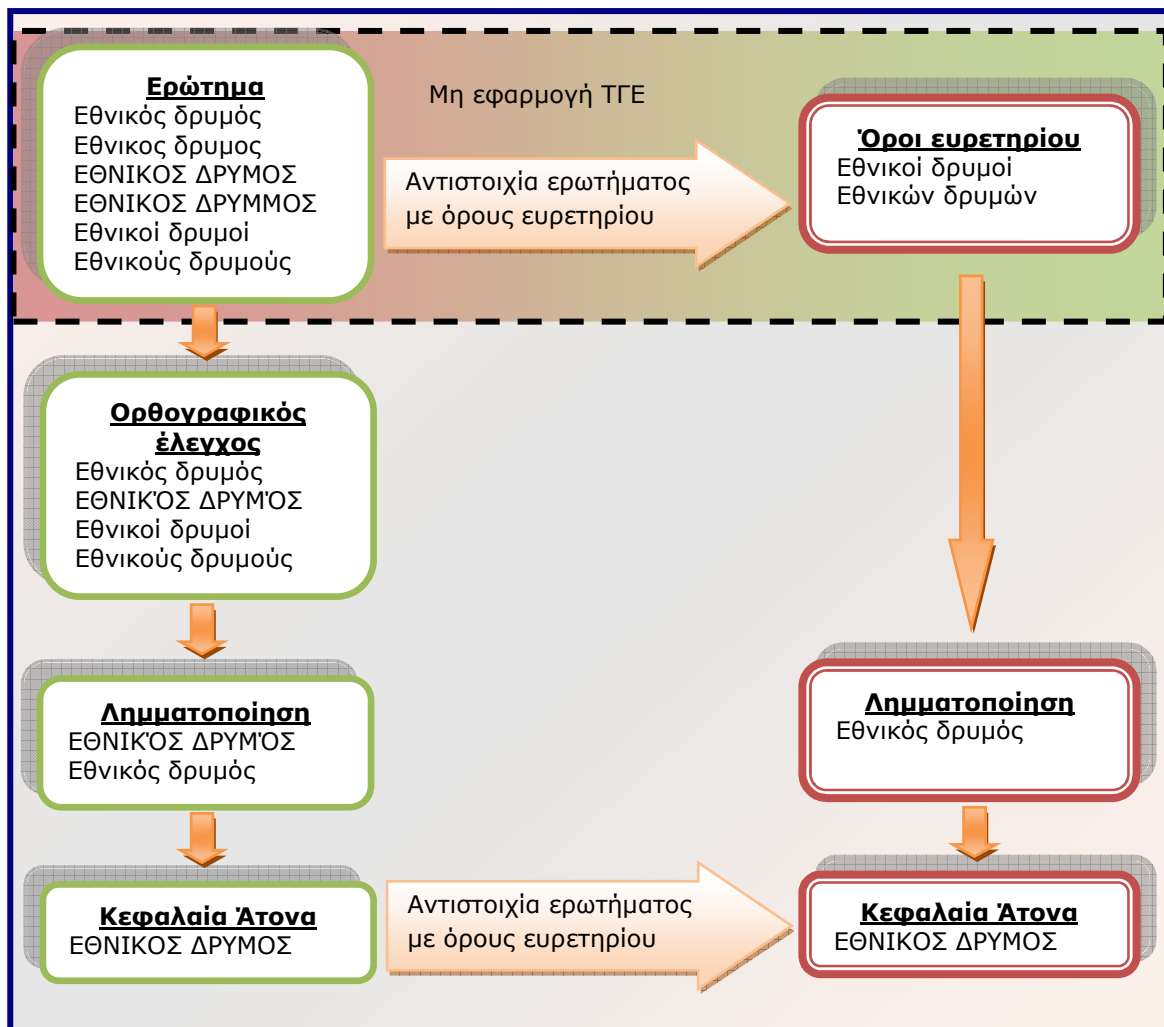 Ερώτημα
Εθνικός δρυμός
Εθνικος δρυμος
ΕΘΝΙΚΟΣ ΔΡΥΜΟΣ
ΕΘΝΙΚΟΣ ΔΡΥΜΜΟΣ
Εθνικοί δρυμοί
Εθνικούς δρυμούς
Μη εφαρμογή ΤΓΕ
Αντιστοιχία ερωτήματος
με όρους ευρετηρίου
Όροι ευρετηρίου
Εθνικοί δρυμοί
Εθνικών δρυμών
Ορθογραφικός
έλεγχος
Εθνικός δρυμός
ΕΘΝΙΚΌΣ ΔΡΥΜΌΣ
Εθνικοί δρυμοί
Εθνικούς δρυμούς
Λημματοποίηση
ΕΘΝΙΚΌΣ ΔΡΥΜΌΣ
Εθνικός δρυμός
Λημματοποίηση
Εθνικός δρυμός
Κεφαλαία Άτονα
ΕΘΝΙΚΟΣ ΔΡΥΜΟΣ
Αντιστοιχία ερωτήματος
με όρους ευρετηρίου
Κεφαλαία Άτονα
ΕΘΝΙΚΟΣ ΔΡΥΜΟΣ